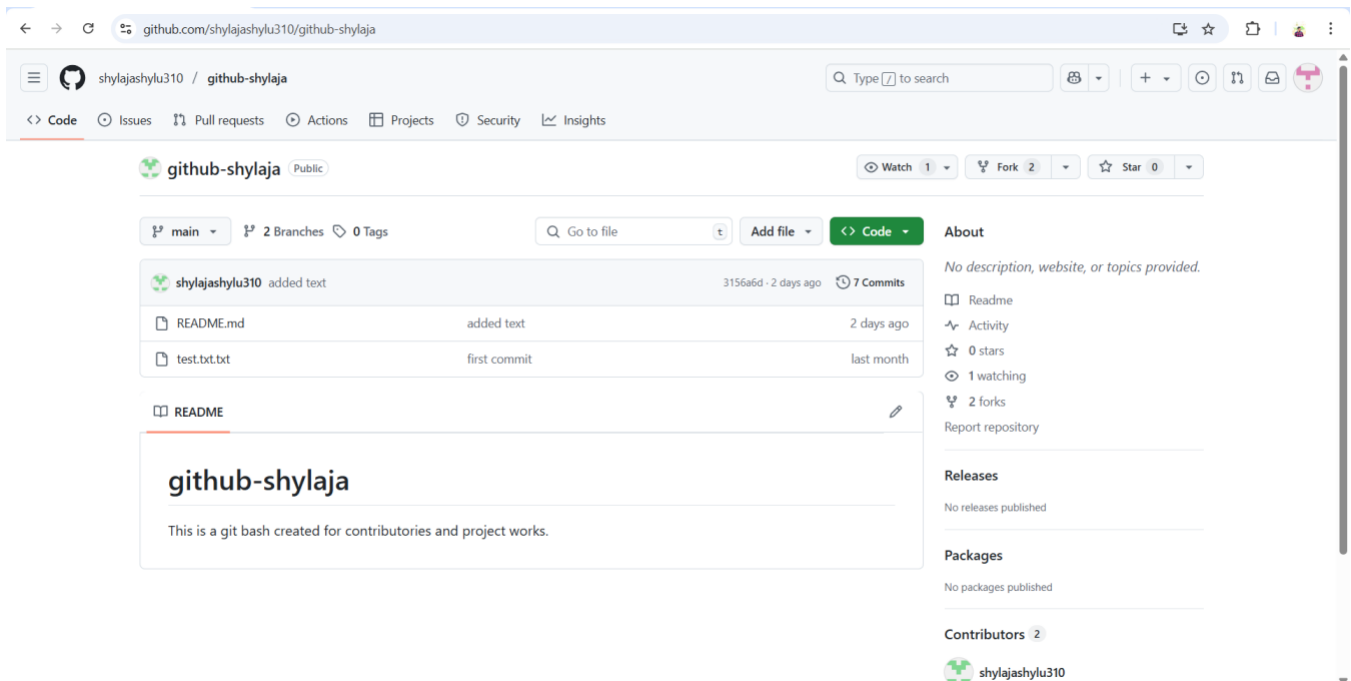 github.com/shylajashylu310/github-shylaja
shylajashylu310 / github-shylaja
Type / to search
Code Issues Pull requests Actions Projects Security Insights
github-shylaja Public
Watch 1 Fork 2 Star 0
main 2 Branches 0 Tags Go to file t Add file Code
About
No description, website, or topics provided.
shylajashylu310 added text 3156a6d · 2 days ago 7 Commits
README.md added text 2 days ago
test.txt.txt first commit last month
Readme
Activity
0 stars
1 watching
2 forks
Report repository
README
github-shylaja
This is a git bash created for contributories and project works.
Releases
No releases published
Packages
No packages published
Contributors 2
shylajashylu310